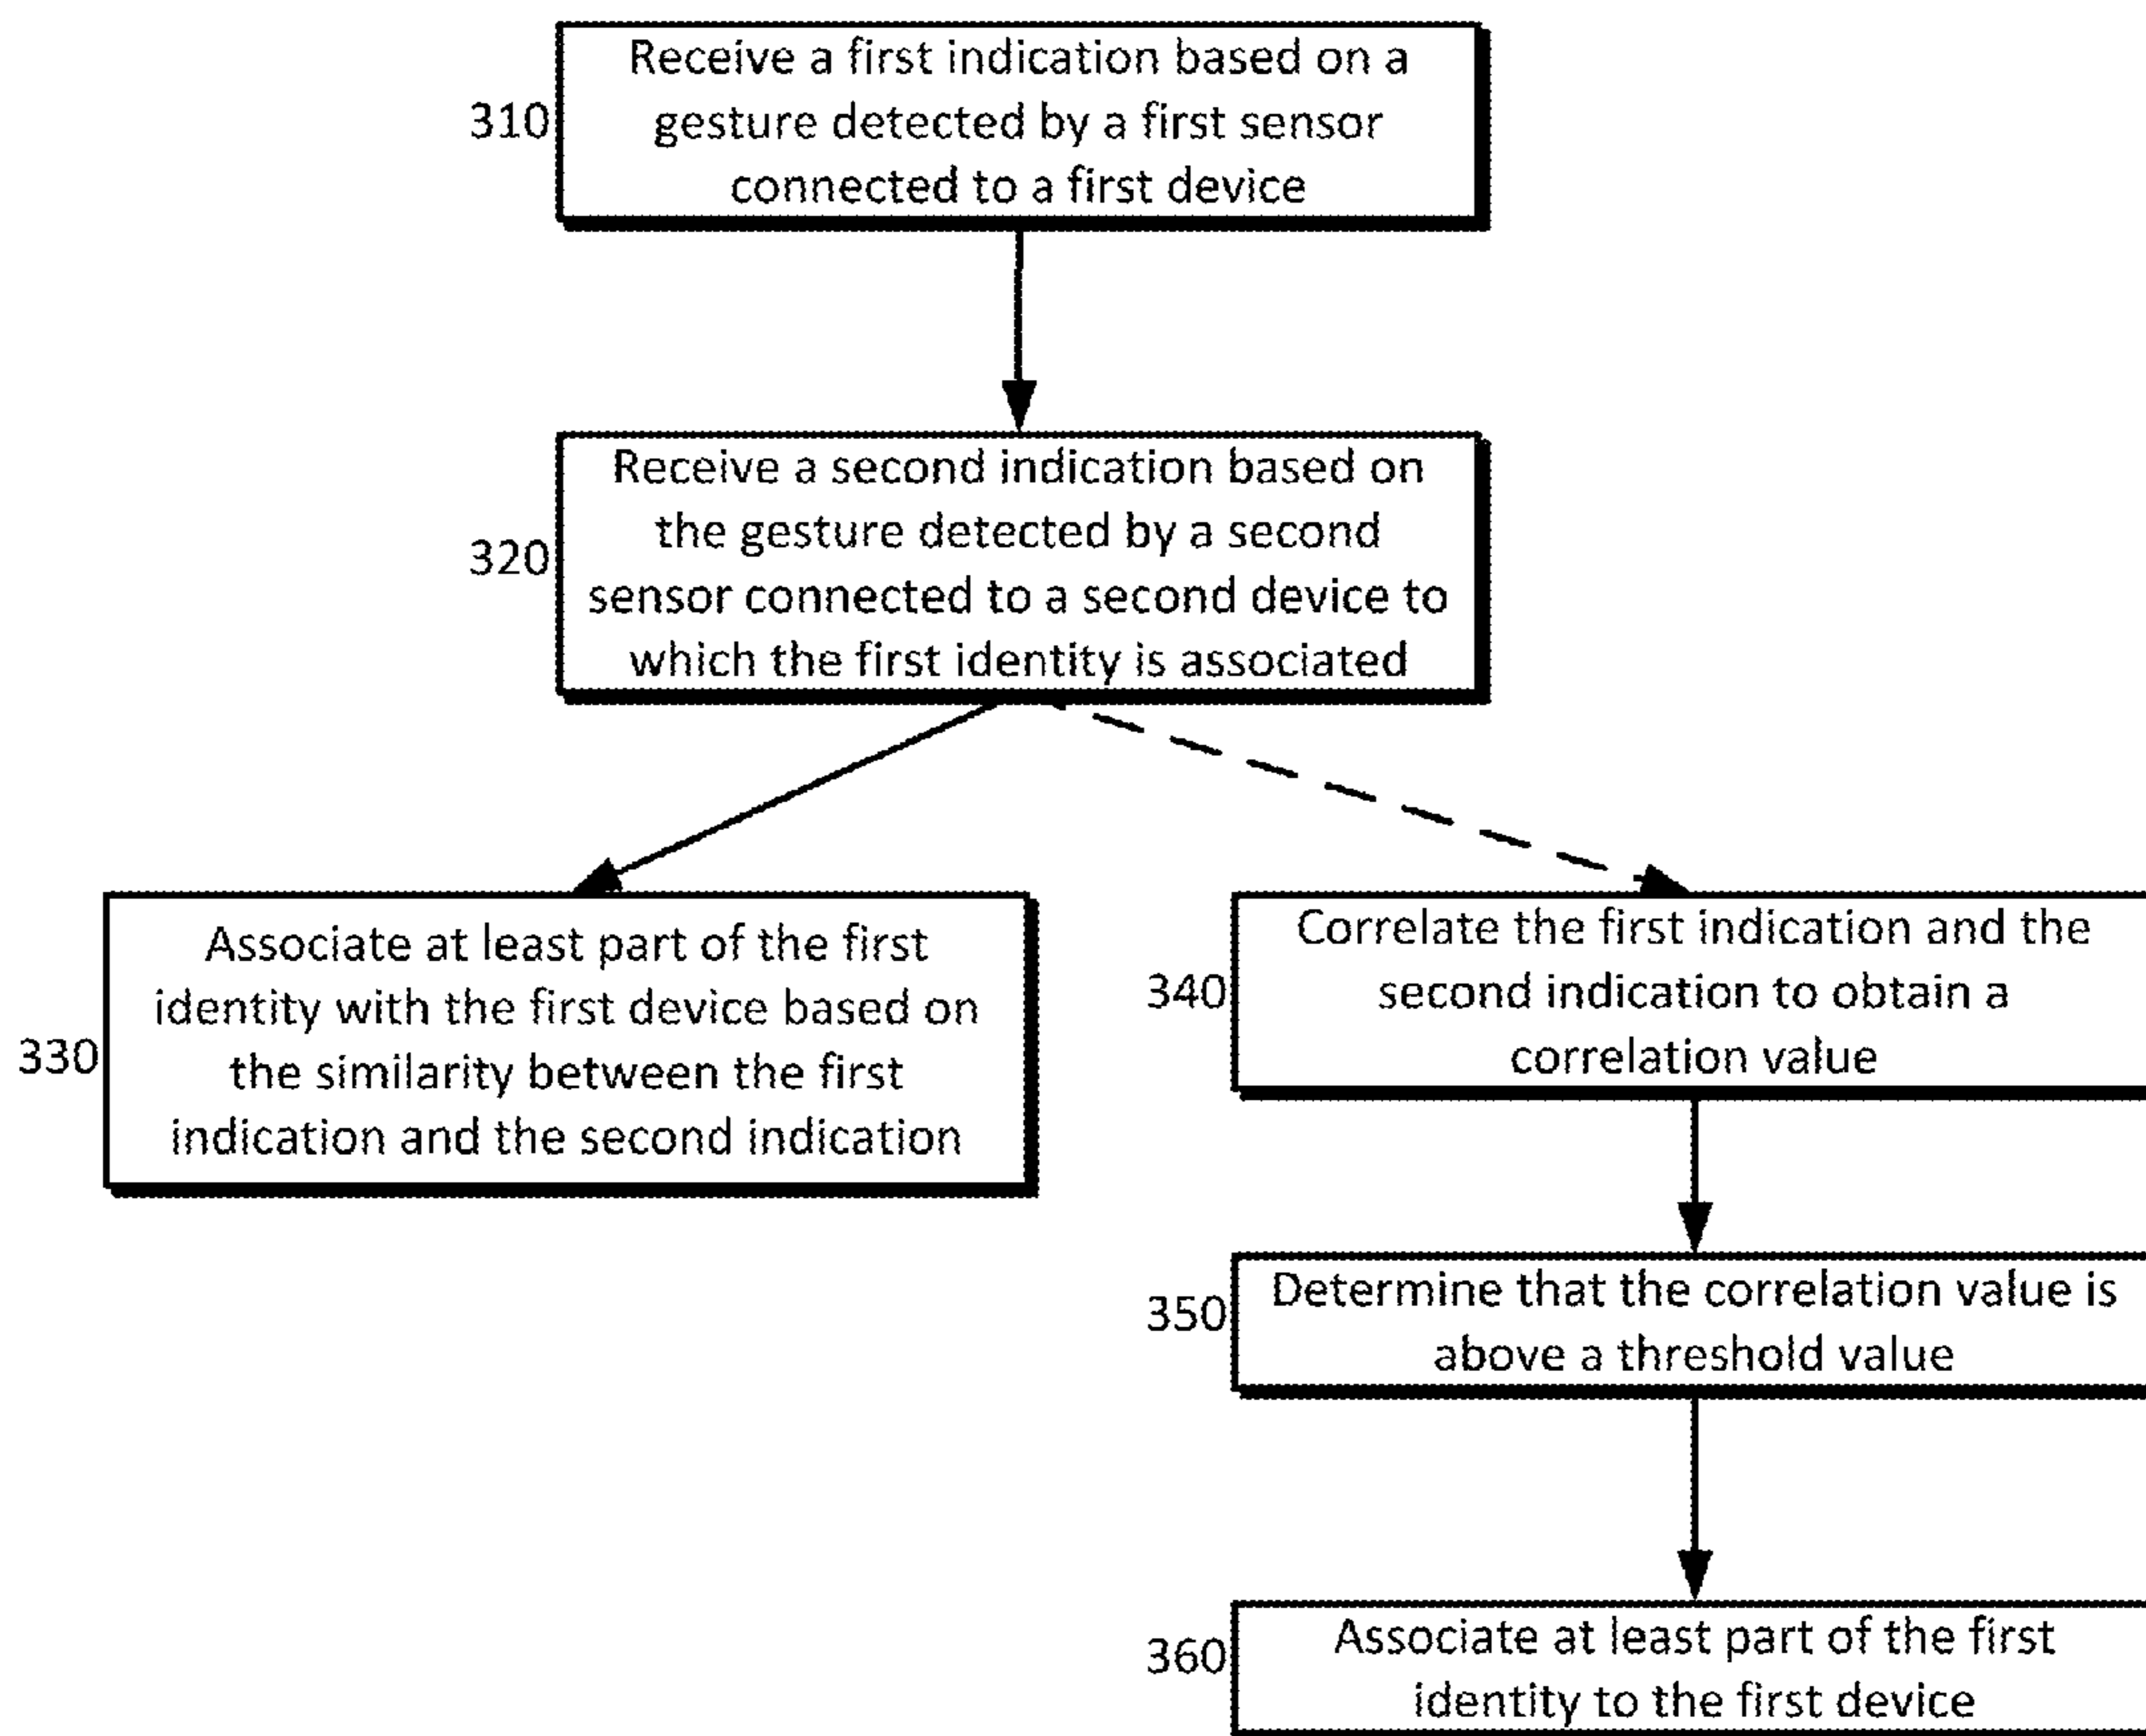 310
Receive a first indication based on a
gesture detected by a first sensor
connected to a first device
320
Receive a second indication based on
the gesture detected by a second
sensor connected to a second device to
which the first identity is associated
330
Associate at least part of the first
identity with the first device based on
the similarity between the first
indication and the second indication
340
Correlate the first indication and the
second indication to obtain a
correlation value
350
Determine that the correlation value is
above a threshold value
360
Associate at least part of the first
identity to the first device